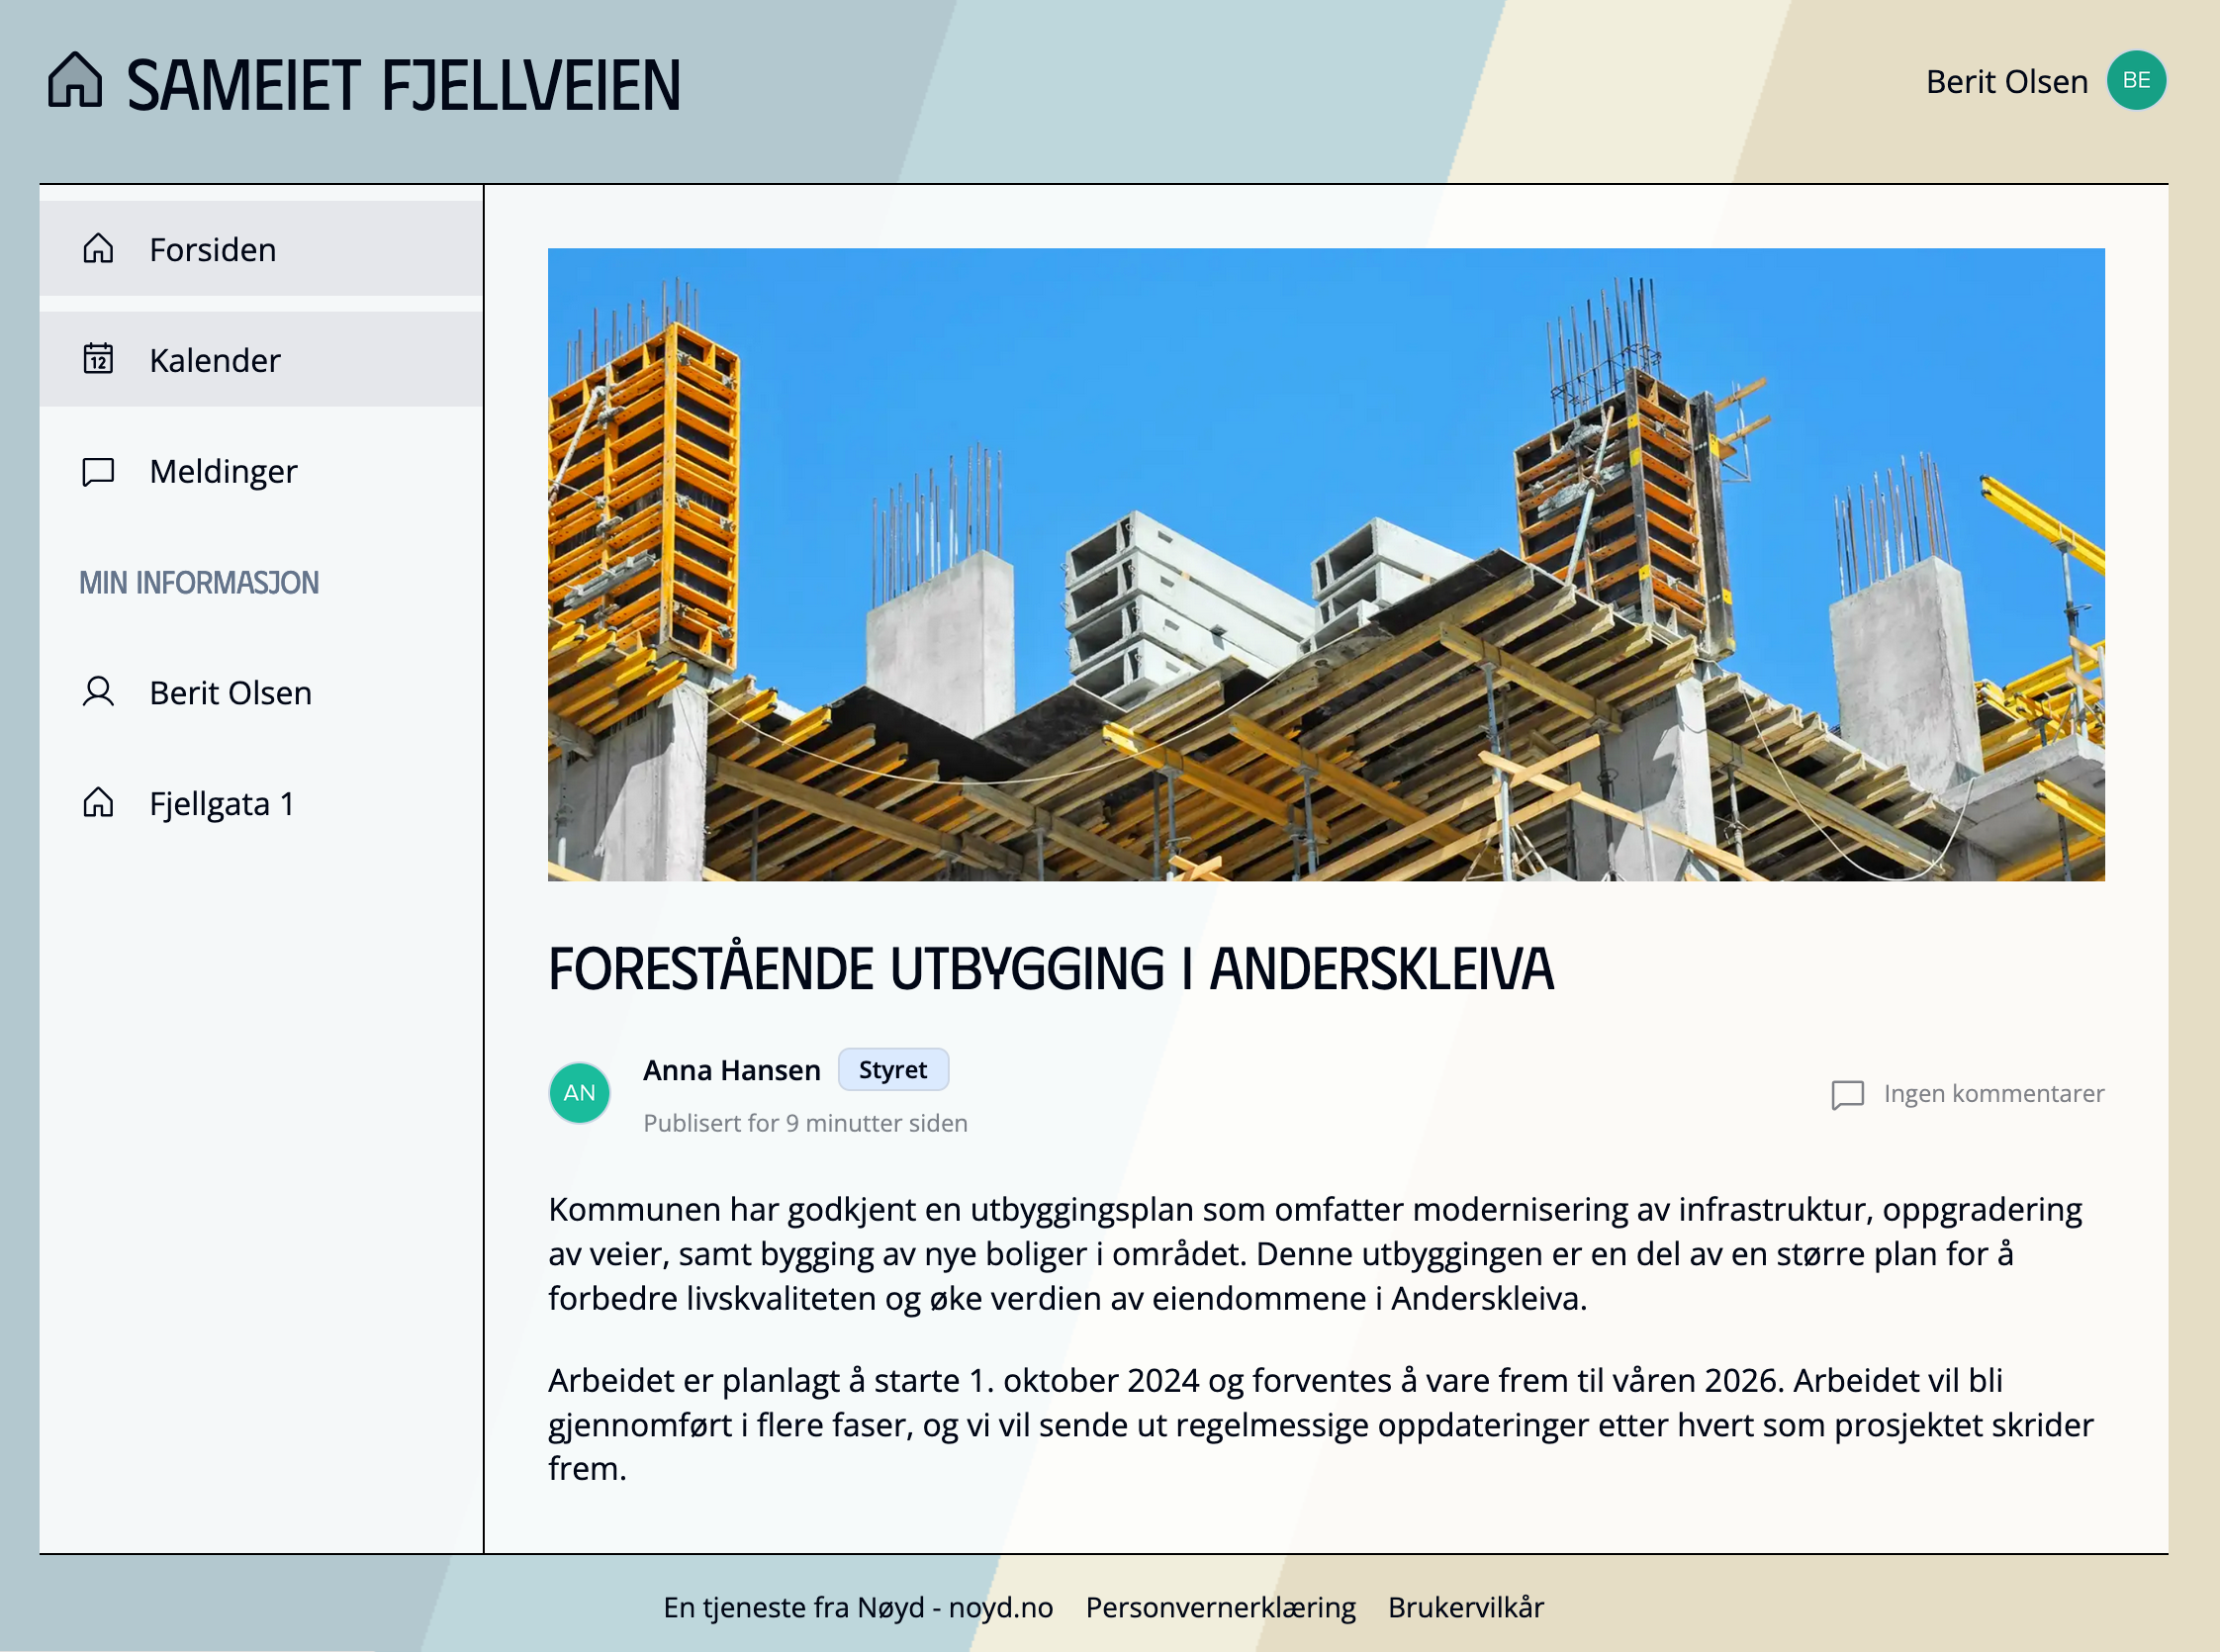 SAMEIET FJELLVEIEN
Berit Olsen
BE
Forsiden
12
Kalender
Meldinger
MIN INFORMASJON
Berit Olsen
Fjellgata 1
FORESTÅENDE UTBYGGING I ANDERSKLEIVA
AN
Anna Hansen
Styret
Publisert for 9 minutter siden
Ingen kommentarer
Kommunen har godkjent en utbyggingsplan som omfatter modernisering av infrastruktur, oppgradering
av veier, samt bygging av nye boliger i området. Denne utbyggingen er en del av en større plan for å
forbedre livskvaliteten og øke verdien av eiendommene i Anderskleiva.
Arbeidet er planlagt å starte 1. oktober 2024 og forventes å vare frem til våren 2026. Arbeidet vil bli
gjennomført i flere faser, og vi vil sende ut regelmessige oppdateringer etter hvert som prosjektet skrider
frem.
En tjeneste fra Nøyd - noyd.no
Personvernerklæring
Brukervilkår